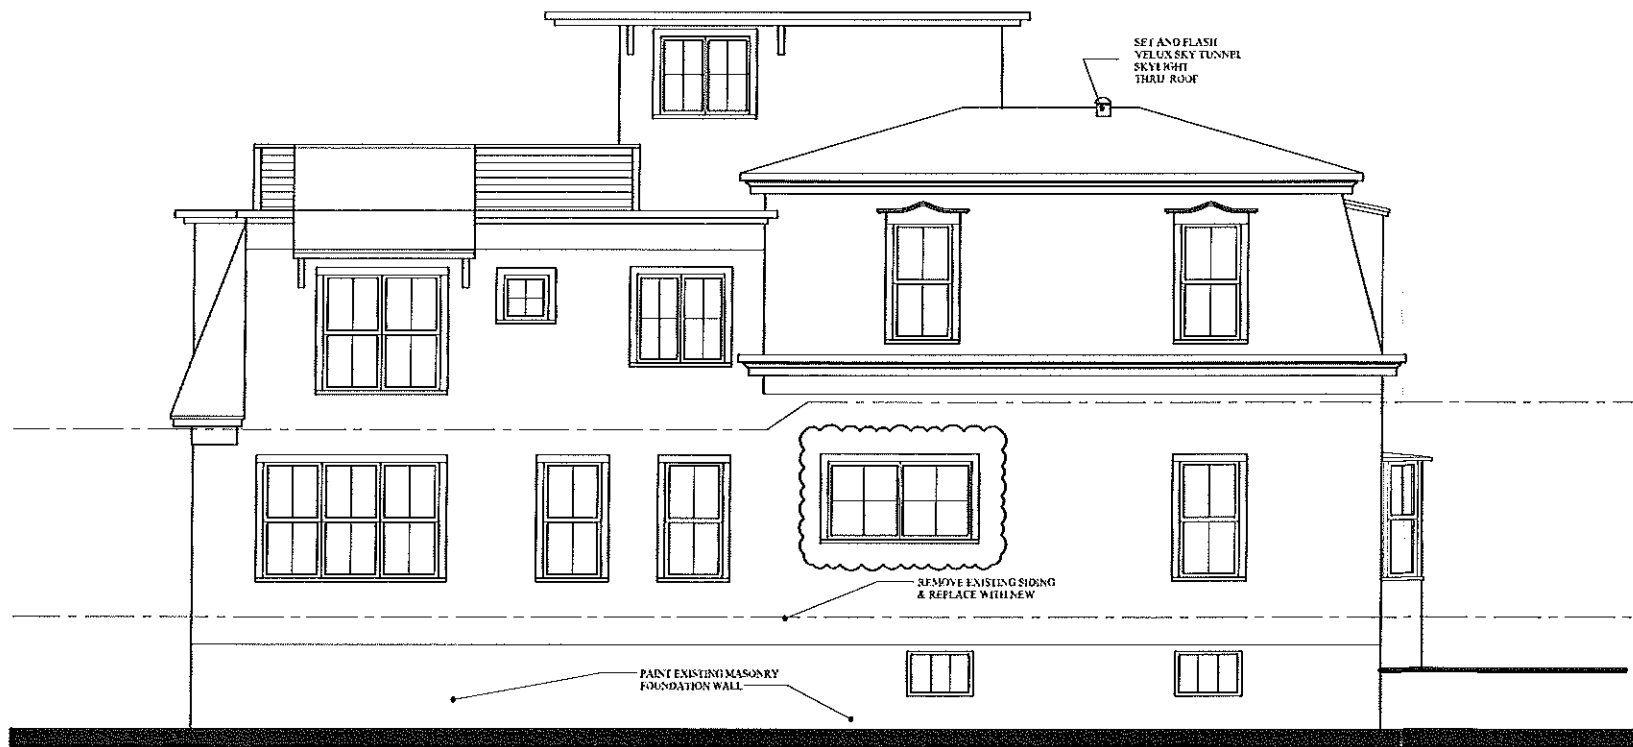 SET AND FLASH
VELUX SKY TUNNEL
SKYLIGHT
THRU ROOF
REMOVE EXISTING SIDING
& REPLACE WITH NEW
PAINT EXISTING MASONRY
FOUNDATION WALL